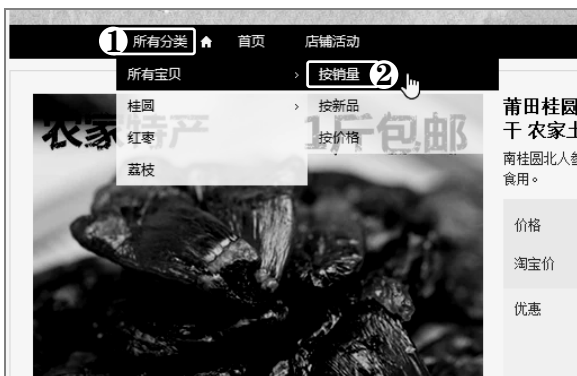 1 所有分类 首页 店铺活动
所有宝贝 › 按销量 2
桂圆 › 按新品
农家特产 1斤包邮
红枣 按价格
荔枝
莆田桂圆
干 农家土
南桂圆北人参
食用。
价格
淘宝价
优惠